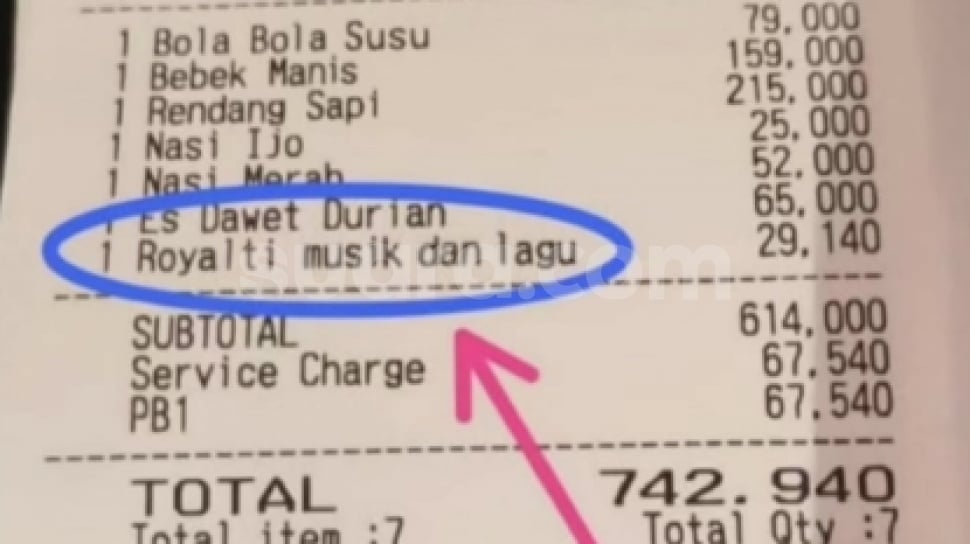 1 Bola Bola Susu 79,000
1 Bebek Manis 159,000
1 Rendang Sapi 215,000
1 Nasi Ijo 25,000
1 Nasi Merah 52,000
1 Es Dawet Durian 65,000
1 Royalti musik dan lagu 29,140
SUBTOTAL 614,000
Service Charge 67,540
PB1 67.540
TOTAL 742.940
Total item :7 Total Qty :7
suara.com